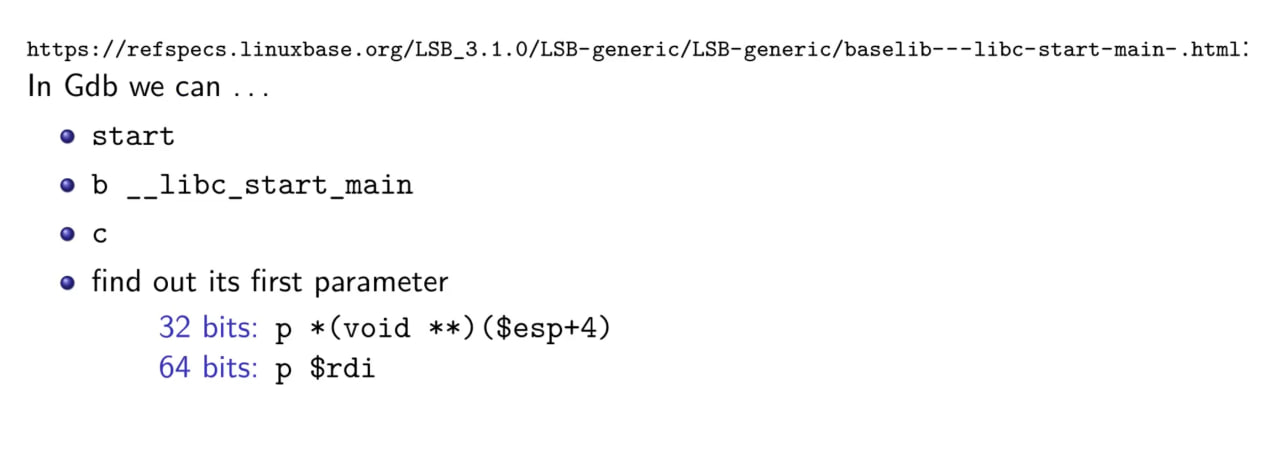 https://refspecs.linuxbase.org/LSB_3.1.0/LSB-generic/LSB-generic/baselib---libc-start-main-.html:
In Gdb we can ...
start
b __libc_start_main
c
find out its first parameter
32 bits: p *(void **)($esp+4)
64 bits: p $rdi